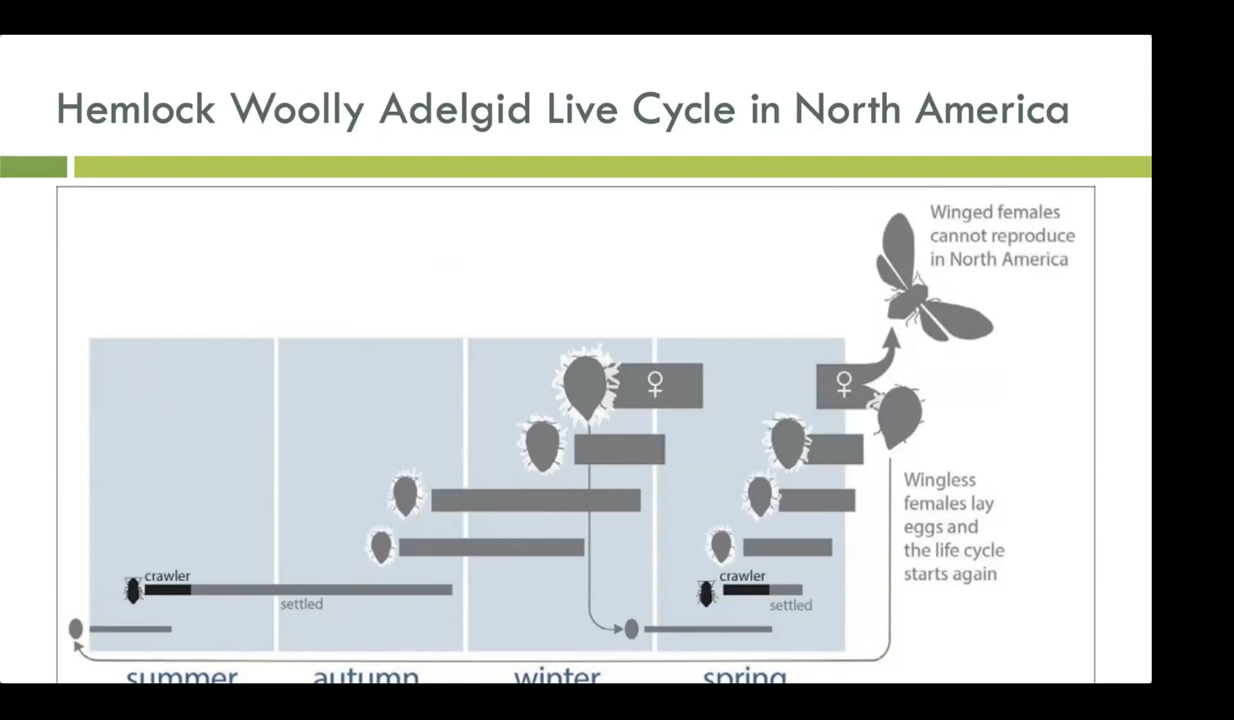 Hemlock Woolly Adelgid Live Cycle in North America
Winged females
cannot reproduce
in North America
♀
♀
Wingless
females lay
eggs and
the life cycle
starts again
crawler
settled
crawler
settled
summer
autumn
winter
spring